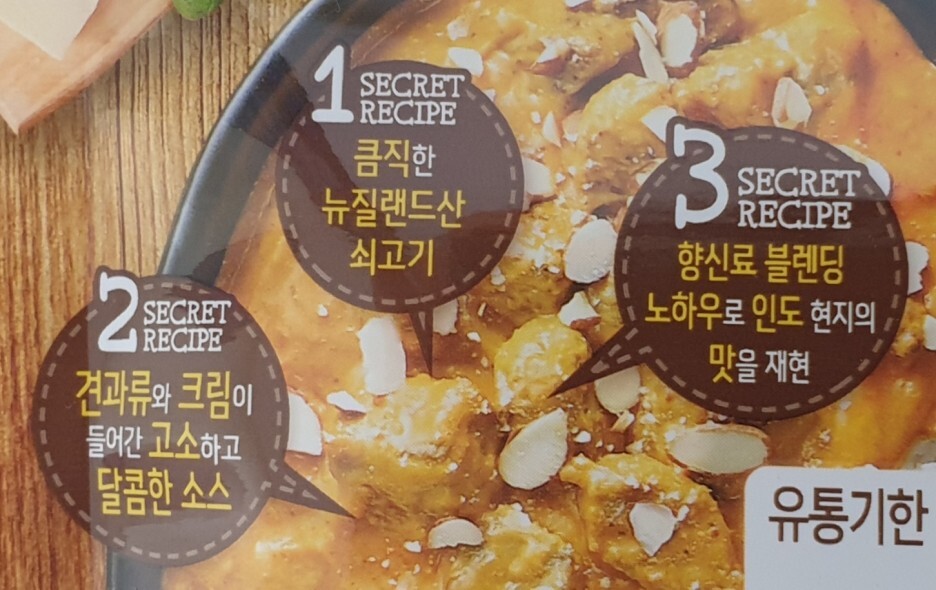 1 SECRET
RECIPE
큼직한
뉴질랜드산
쇠고기
2 SECRET
RECIPE
견과류와 크림이
들어간 고소하고
달콤한 소스
3 SECRET
RECIPE
향신료 블렌딩
노하우로 인도 현지의
맛을 재현
유통기한